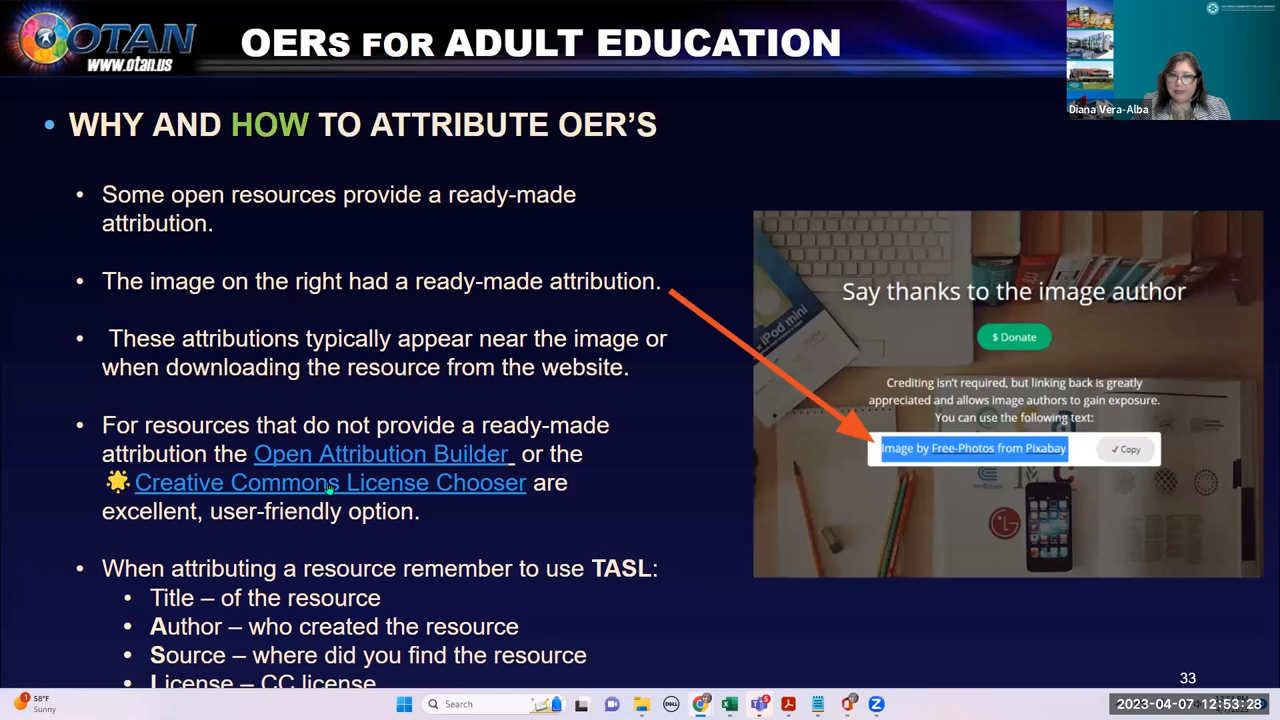 OTAN
www.otan.us
OERS FOR ADULT EDUCATION
Diana Vera-Alba
• WHY AND HOW TO ATTRIBUTE OER'S
• Some open resources provide a ready-made
attribution.
• The image on the right had a ready-made attribution.
• These attributions typically appear near the image or
when downloading the resource from the website.
• For resources that do not provide a ready-made
attribution the Open Attribution Builder or the
🌟 Creative Commons License Chooser are
excellent, user-friendly option.
• When attributing a resource remember to use TASL:
• Title – of the resource
• Author – who created the resource
• Source – where did you find the resource
• License – CC license
iPod mini
Say thanks to the image author
$ Donate
Crediting isn't required, but linking back is greatly
appreciated and allows image authors to gain exposure.
You can use the following text:
Image by Free-Photos from Pixabay
✓ Copy
LG
33
1
58°F
Sunny
Search
DELL
2023-04-07 12:53:28